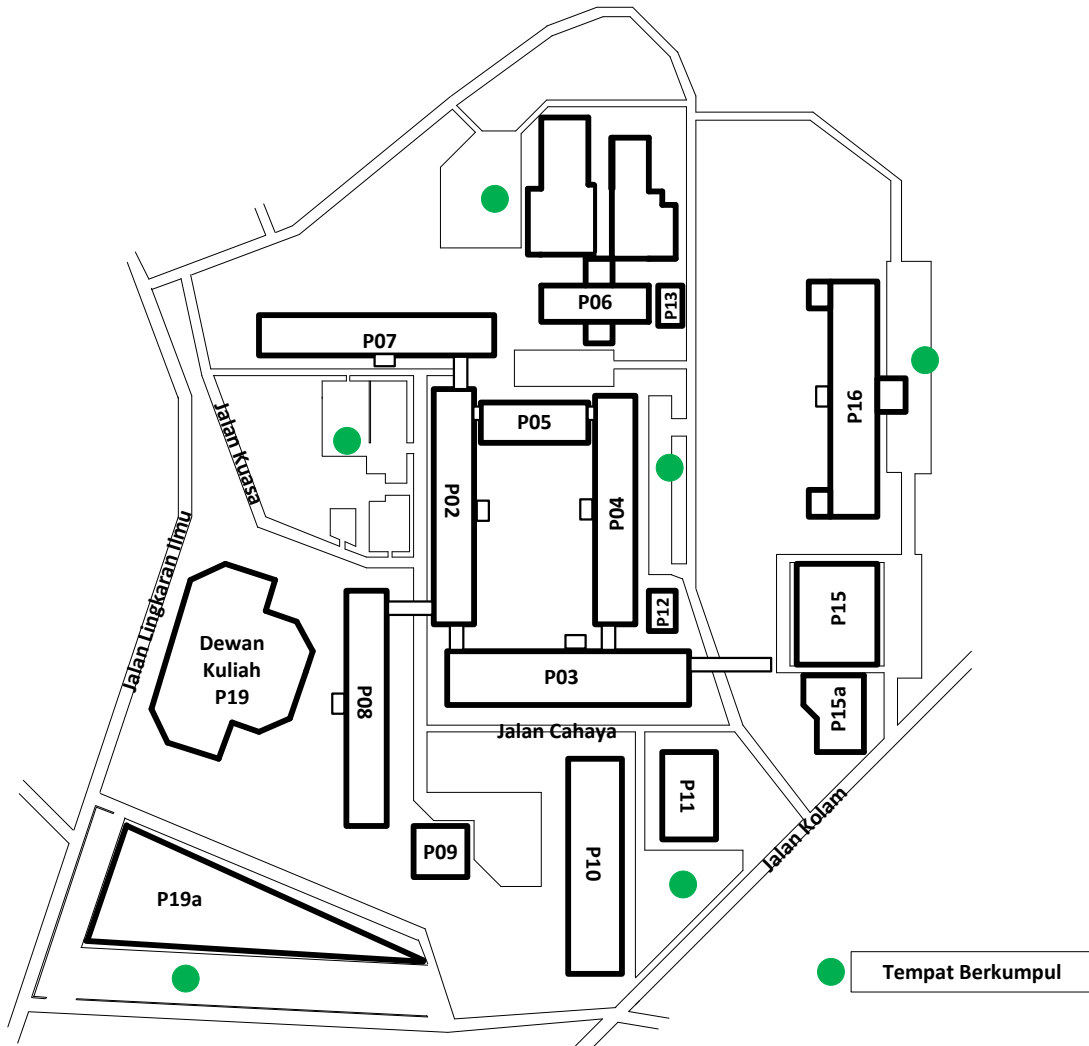 P06
P13
P07
P16
P05
Jalan Kuasa
P02
P04
Jalan Lingkaran Ilmu
P12
P15
Dewan
Kuliah
P19
P03
P08
P15a
Jalan Cahaya
P11
Jalan Kolam
P09
P10
P19a
Tempat Berkumpul